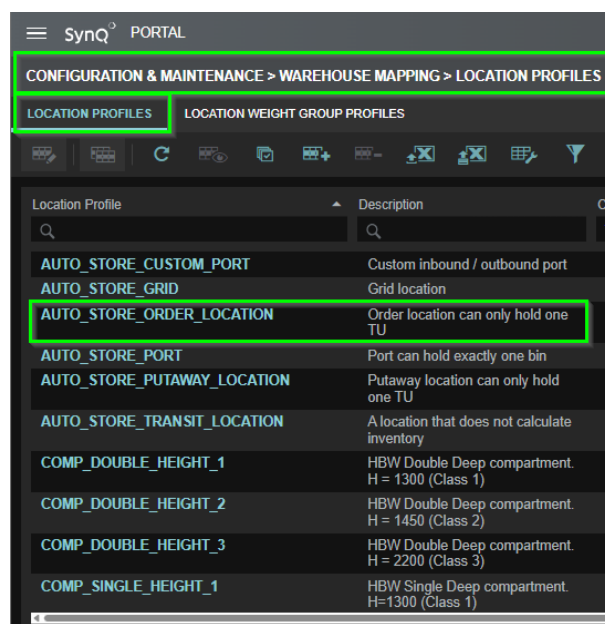 SynQ PORTAL
CONFIGURATION & MAINTENANCE > WAREHOUSE MAPPING > LOCATION PROFILES
LOCATION PROFILES LOCATION WEIGHT GROUP PROFILES
Location Profile Description
AUTO_STORE_CUSTOM_PORT Custom inbound / outbound port
AUTO_STORE_GRID Grid location
AUTO_STORE_ORDER_LOCATION Order location can only hold one
TU
AUTO_STORE_PORT Port can hold exactly one bin
AUTO_STORE_PUTAWAY_LOCATION Putaway location can only hold
one TU
AUTO_STORE_TRANSIT_LOCATION A location that does not calculate
inventory
COMP_DOUBLE_HEIGHT_1 HBW Double Deep compartment.
H = 1300 (Class 1)
COMP_DOUBLE_HEIGHT_2 HBW Double Deep compartment.
H = 1450 (Class 2)
COMP_DOUBLE_HEIGHT_3 HBW Double Deep compartment.
H = 2200 (Class 3)
COMP_SINGLE_HEIGHT_1 HBW Single Deep compartment.
H=1300 (Class 1)